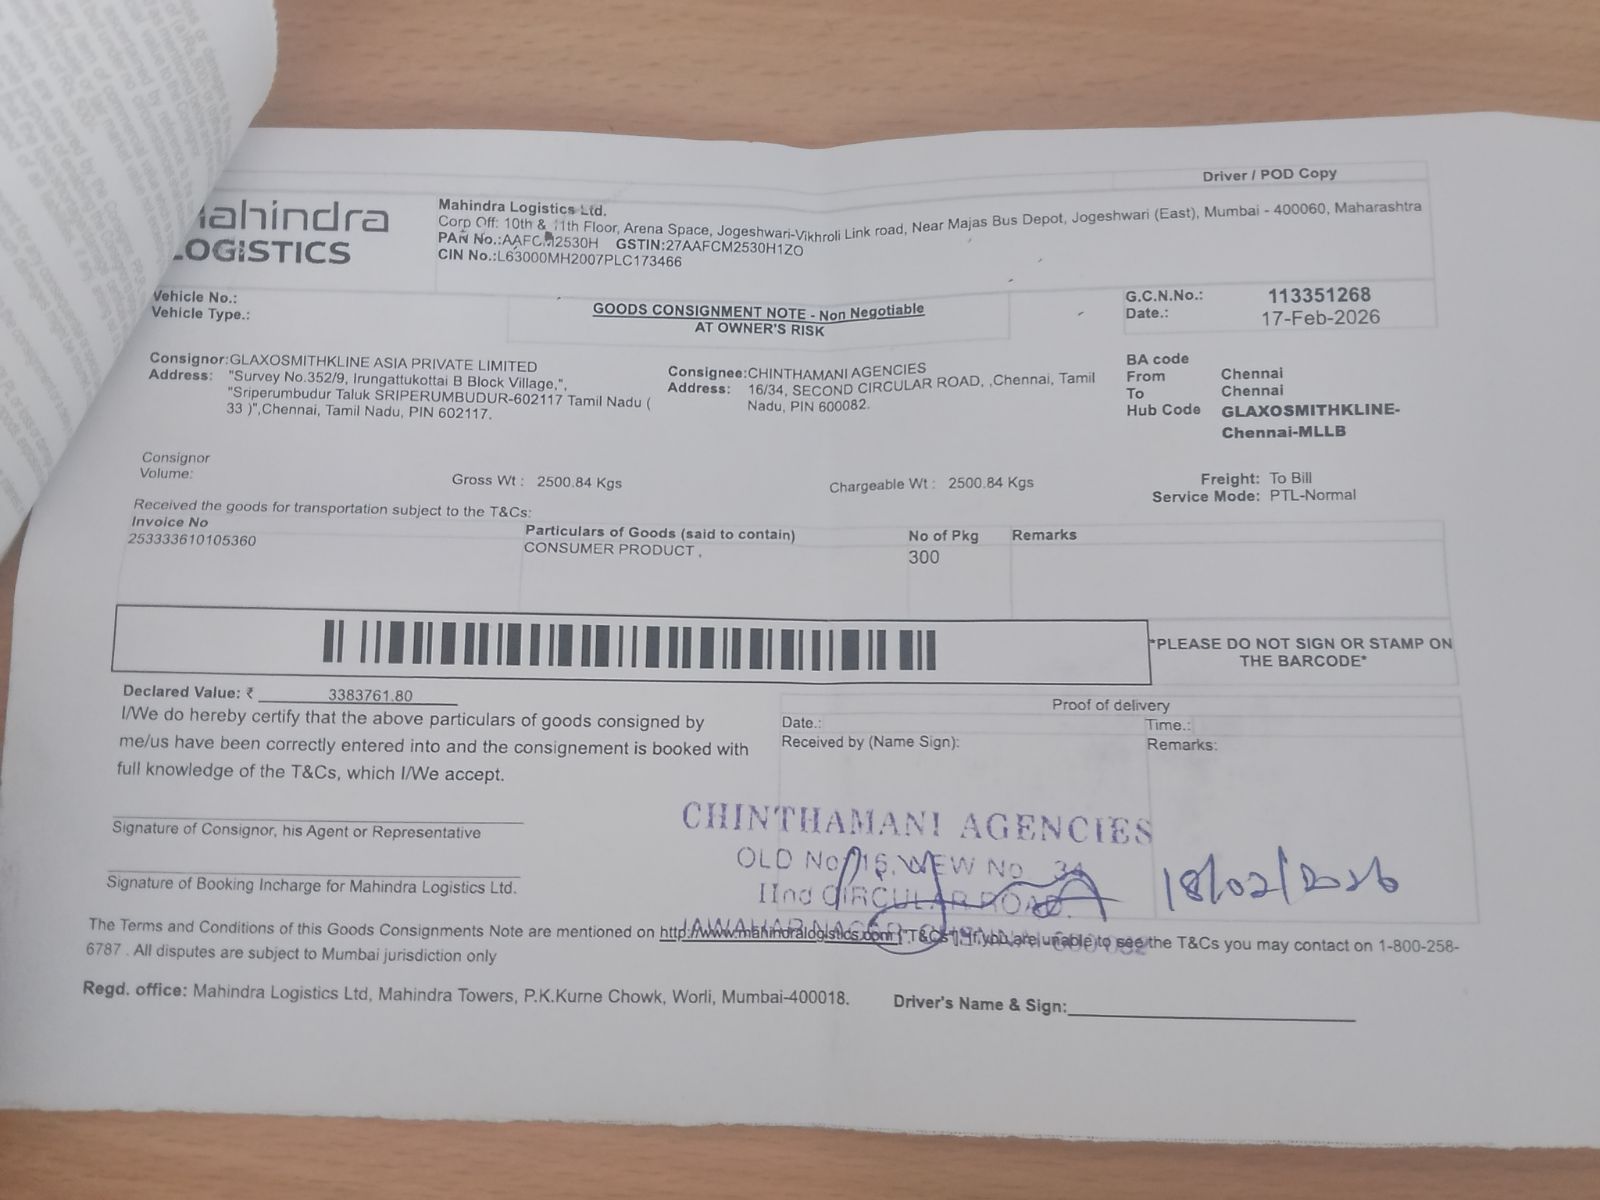 Driver / POD Copy
mahindra
LOGISTICS
Mahindra Logistics Ltd.
Corp Off: 10th & 11th Floor, Arena Space, Jogeshwari-Vikhroli Link road, Near Majas Bus Depot, Jogeshwari (East), Mumbai - 400060, Maharashtra
PAN No.:AAFCM2530H GSTIN:27AAFCM2530H1ZO
CIN No.:L63000MH2007PLC173466
Vehicle No.:
Vehicle Type.:
GOODS CONSIGNMENT NOTE - Non Negotiable
AT OWNER'S RISK
G.C.N.No.: 113351268
Date.: 17-Feb-2026
Consignor:GLAXOSMITHKLINE ASIA PRIVATE LIMITED
Address: "Survey No.352/9, Irungattukottai B Block Village,",
"Sriperumbudur Taluk SRIPERUMBUDUR-602117 Tamil Nadu (
33 )",Chennai, Tamil Nadu, PIN 602117.
Consignee:CHINTHAMANI AGENCIES
Address: 16/34, SECOND CIRCULAR ROAD, ,Chennai, Tamil
Nadu, PIN 600082.
BA code
From Chennai
To Chennai
Hub Code GLAXOSMITHKLINE-
Chennai-MLLB
Consignor
Volume:
Gross Wt : 2500.84 Kgs
Chargeable Wt : 2500.84 Kgs
Freight: To Bill
Service Mode: PTL-Normal
Received the goods for transportation subject to the T&Cs:
Invoice No Particulars of Goods (said to contain) No of Pkg Remarks
253333610105360 CONSUMER PRODUCT , 300
*PLEASE DO NOT SIGN OR STAMP ON
THE BARCODE*
Declared Value: ₹ 3383761.80
I/We do hereby certify that the above particulars of goods consigned by
me/us have been correctly entered into and the consignement is booked with
full knowledge of the T&Cs, which I/We accept.
Proof of delivery
Date.: Time.:
Received by (Name Sign): Remarks:
CHINTHAMANI AGENCIES
OLD No 16, NEW No 34
IInd CIRCULAR ROAD.
18/02/2026
Signature of Consignor, his Agent or Representative
Signature of Booking Incharge for Mahindra Logistics Ltd.
The Terms and Conditions of this Goods Consignments Note are mentioned on http://www.mahindralogistics.com ("T&Cs"). If you are unable to see the T&Cs you may contact on 1-800-258-
6787 . All disputes are subject to Mumbai jurisdiction only
Regd. office: Mahindra Logistics Ltd, Mahindra Towers, P.K.Kurne Chowk, Worli, Mumbai-400018.
Driver's Name & Sign: